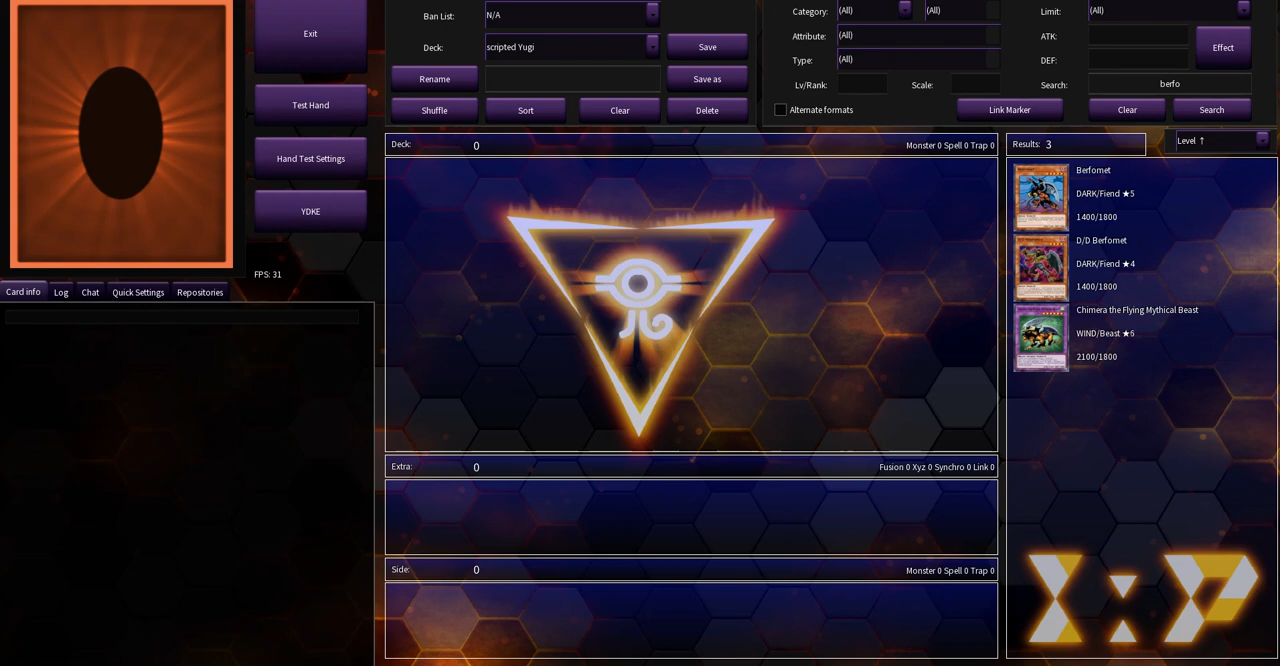 Exit
Test Hand
Hand Test Settings
YDKE
FPS: 31
Card info Log Chat Quick Settings Repositories
Ban List: N/A
Deck: scripted Yugi Save
Rename Save as
Shuffle Sort Clear Delete
Category: (All) (All) Limit: (All)
Attribute: (All) ATK:
Type: (All) DEF:
Effect
Lv/Rank: Scale: Search: berfo
Alternate formats Link Marker Clear Search
Deck: 0 Monster 0 Spell 0 Trap 0
Extra: 0 Fusion 0 Xyz 0 Synchro 0 Link 0
Side: 0 Monster 0 Spell 0 Trap 0
Results: 3 Level ↑
Berfomet
DARK/Fiend ★5
1400/1800
D/D Berfomet
DARK/Fiend ★4
1400/1800
Chimera the Flying Mythical Beast
WIND/Beast ★6
2100/1800